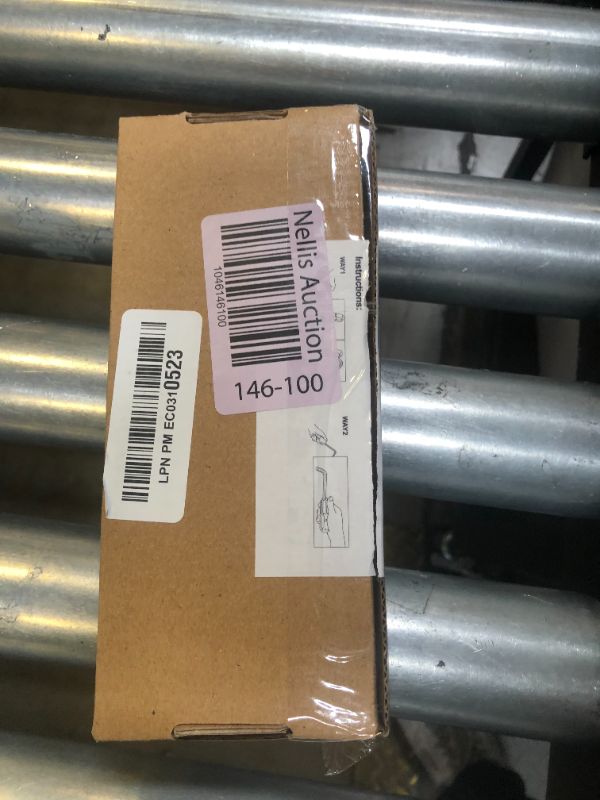 Nellis Auction
1046146100
146-100
LPN PM EC0310523
Instructions:
WAY1
WAY2